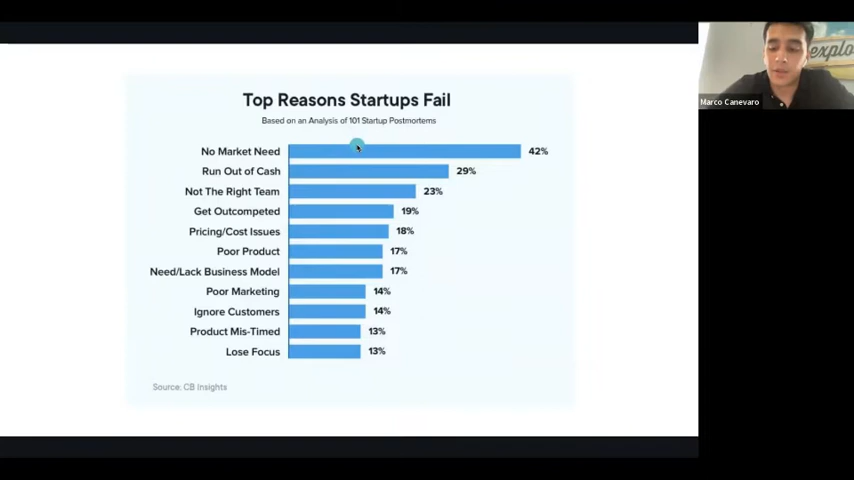 Top Reasons Startups Fail
Based on an Analysis of 101 Startup Postmortems
No Market Need 42%
Run Out of Cash 29%
Not The Right Team 23%
Get Outcompeted 19%
Pricing/Cost Issues 18%
Poor Product 17%
Need/Lack Business Model 17%
Poor Marketing 14%
Ignore Customers 14%
Product Mis-Timed 13%
Lose Focus 13%
Source: CB Insights
explo
Marco Canevaro